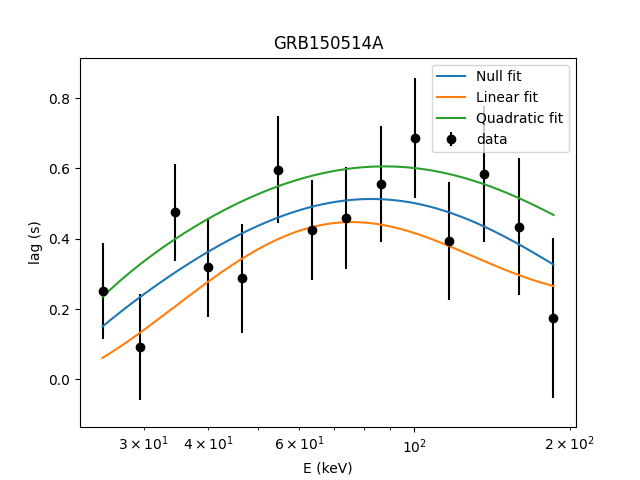 GRB150514A
Null fit
Linear fit
Quadratic fit
data
lag (s)
0.8
0.6
0.4
0.2
0.0
3 × 10¹
4 × 10¹
6 × 10¹
10²
2 × 10²
E (keV)